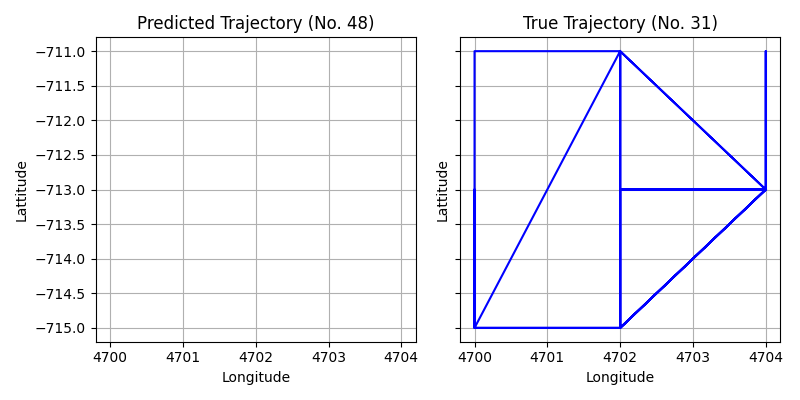 Predicted Trajectory (No. 48)
True Trajectory (No. 31)
Lattitude
−711.0
−711.5
−712.0
−712.5
−713.0
−713.5
−714.0
−714.5
−715.0
4700 4701 4702 4703 4704
Longitude
Lattitude
4700 4701 4702 4703 4704
Longitude